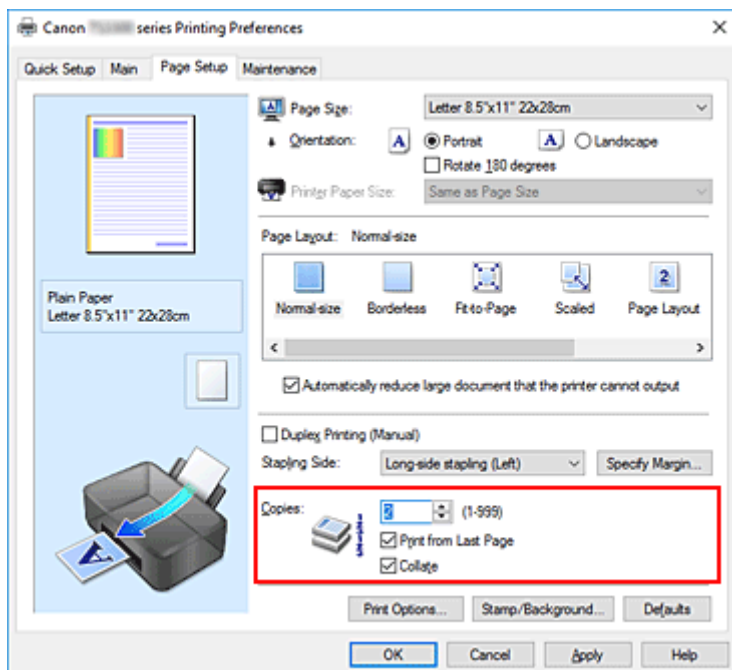 Canon series Printing Preferences
Quick Setup Main Page Setup Maintenance
Page Size: Letter 8.5"x11" 22x28cm
Orientation: A Portrait A Landscape
Rotate 180 degrees
Printer Paper Size: Same as Page Size
Page Layout: Normal-size
Normal-size Borderless Fit-to-Page Scaled Page Layout
Automatically reduce large document that the printer cannot output
Plain Paper
Letter 8.5"x11" 22x28cm
Duplex Printing (Manual)
Stapling Side: Long-side stapling (Left) Specify Margin...
Copies: 2 (1-999)
Print from Last Page
Collate
Print Options... Stamp/Background... Defaults
OK Cancel Apply Help